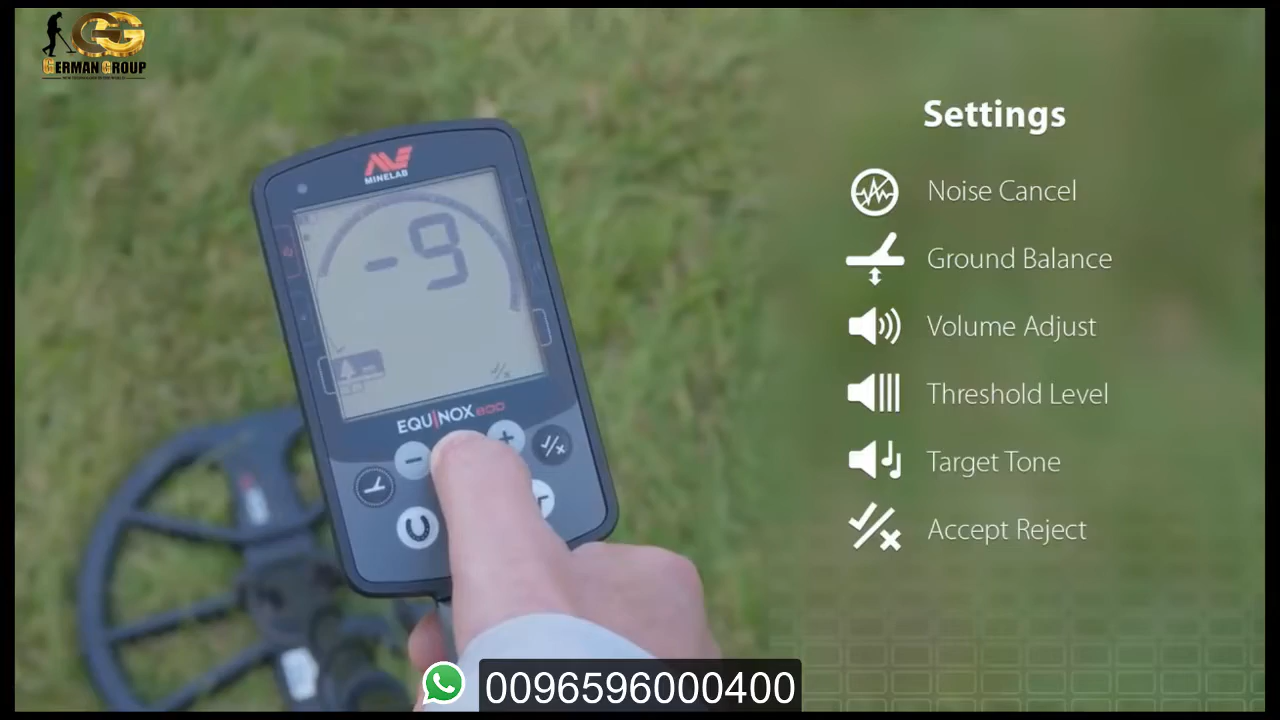 GERMAN GROUP
MINELAB
-9
EQUINOX 800
Settings
Noise Cancel
Ground Balance
Volume Adjust
Threshold Level
Target Tone
Accept Reject
0096596000400